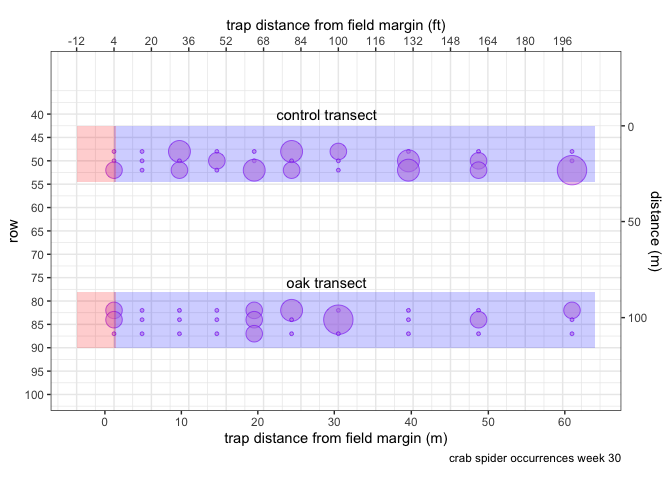 trap distance from field margin (ft)
-12 4 20 36 52 68 84 100 116 132 148 164 180 196
control transect
40
45
50
55
60
65
70
75
80
85
90
95
100
row
0
50
100
distance (m)
oak transect
0 10 20 30 40 50 60
trap distance from field margin (m)
crab spider occurrences week 30